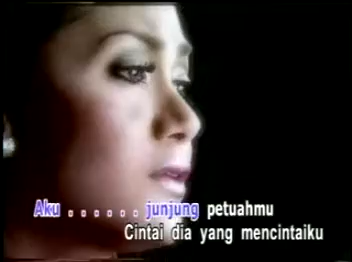 Aku . . . . . . junjung petuahmu
Cintai dia yang mencintaiku